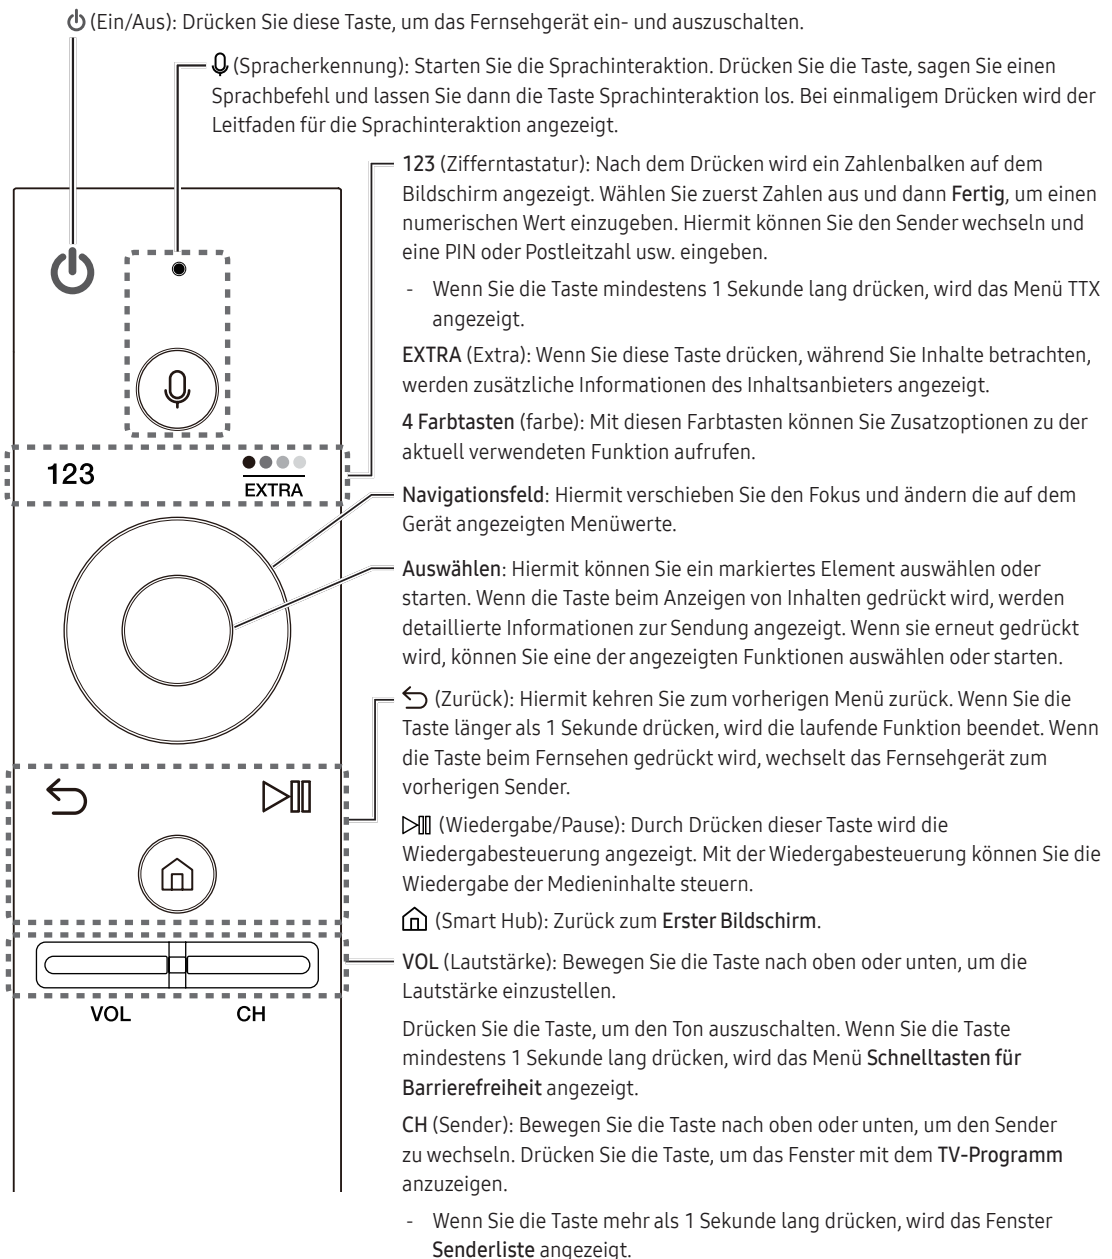 (Ein/Aus): Drücken Sie diese Taste, um das Fernsehgerät ein- und auszuschalten.
(Spracherkennung): Starten Sie die Sprachinteraktion. Drücken Sie die Taste, sagen Sie einen
Sprachbefehl und lassen Sie dann die Taste Sprachinteraktion los. Bei einmaligem Drücken wird der
Leitfaden für die Sprachinteraktion angezeigt.
123 (Zifferntastatur): Nach dem Drücken wird ein Zahlenbalken auf dem
Bildschirm angezeigt. Wählen Sie zuerst Zahlen aus und dann Fertig, um einen
numerischen Wert einzugeben. Hiermit können Sie den Sender wechseln und
eine PIN oder Postleitzahl usw. eingeben.
- Wenn Sie die Taste mindestens 1 Sekunde lang drücken, wird das Menü TTX
angezeigt.
EXTRA (Extra): Wenn Sie diese Taste drücken, während Sie Inhalte betrachten,
werden zusätzliche Informationen des Inhaltsanbieters angezeigt.
4 Farbtasten (farbe): Mit diesen Farbtasten können Sie Zusatzoptionen zu der
aktuell verwendeten Funktion aufrufen.
123
EXTRA
Navigationsfeld: Hiermit verschieben Sie den Fokus und ändern die auf dem
Gerät angezeigten Menüwerte.
Auswählen: Hiermit können Sie ein markiertes Element auswählen oder
starten. Wenn die Taste beim Anzeigen von Inhalten gedrückt wird, werden
detaillierte Informationen zur Sendung angezeigt. Wenn sie erneut gedrückt
wird, können Sie eine der angezeigten Funktionen auswählen oder starten.
(Zurück): Hiermit kehren Sie zum vorherigen Menü zurück. Wenn Sie die
Taste länger als 1 Sekunde drücken, wird die laufende Funktion beendet. Wenn
die Taste beim Fernsehen gedrückt wird, wechselt das Fernsehgerät zum
vorherigen Sender.
(Wiedergabe/Pause): Durch Drücken dieser Taste wird die
Wiedergabesteuerung angezeigt. Mit der Wiedergabesteuerung können Sie die
Wiedergabe der Medieninhalte steuern.
(Smart Hub): Zurück zum Erster Bildschirm.
VOL (Lautstärke): Bewegen Sie die Taste nach oben oder unten, um die
Lautstärke einzustellen.
VOL
CH
Drücken Sie die Taste, um den Ton auszuschalten. Wenn Sie die Taste
mindestens 1 Sekunde lang drücken, wird das Menü Schnelltasten für
Barrierefreiheit angezeigt.
CH (Sender): Bewegen Sie die Taste nach oben oder unten, um den Sender
zu wechseln. Drücken Sie die Taste, um das Fenster mit dem TV-Programm
anzuzeigen.
- Wenn Sie die Taste mehr als 1 Sekunde lang drücken, wird das Fenster
Senderliste angezeigt.